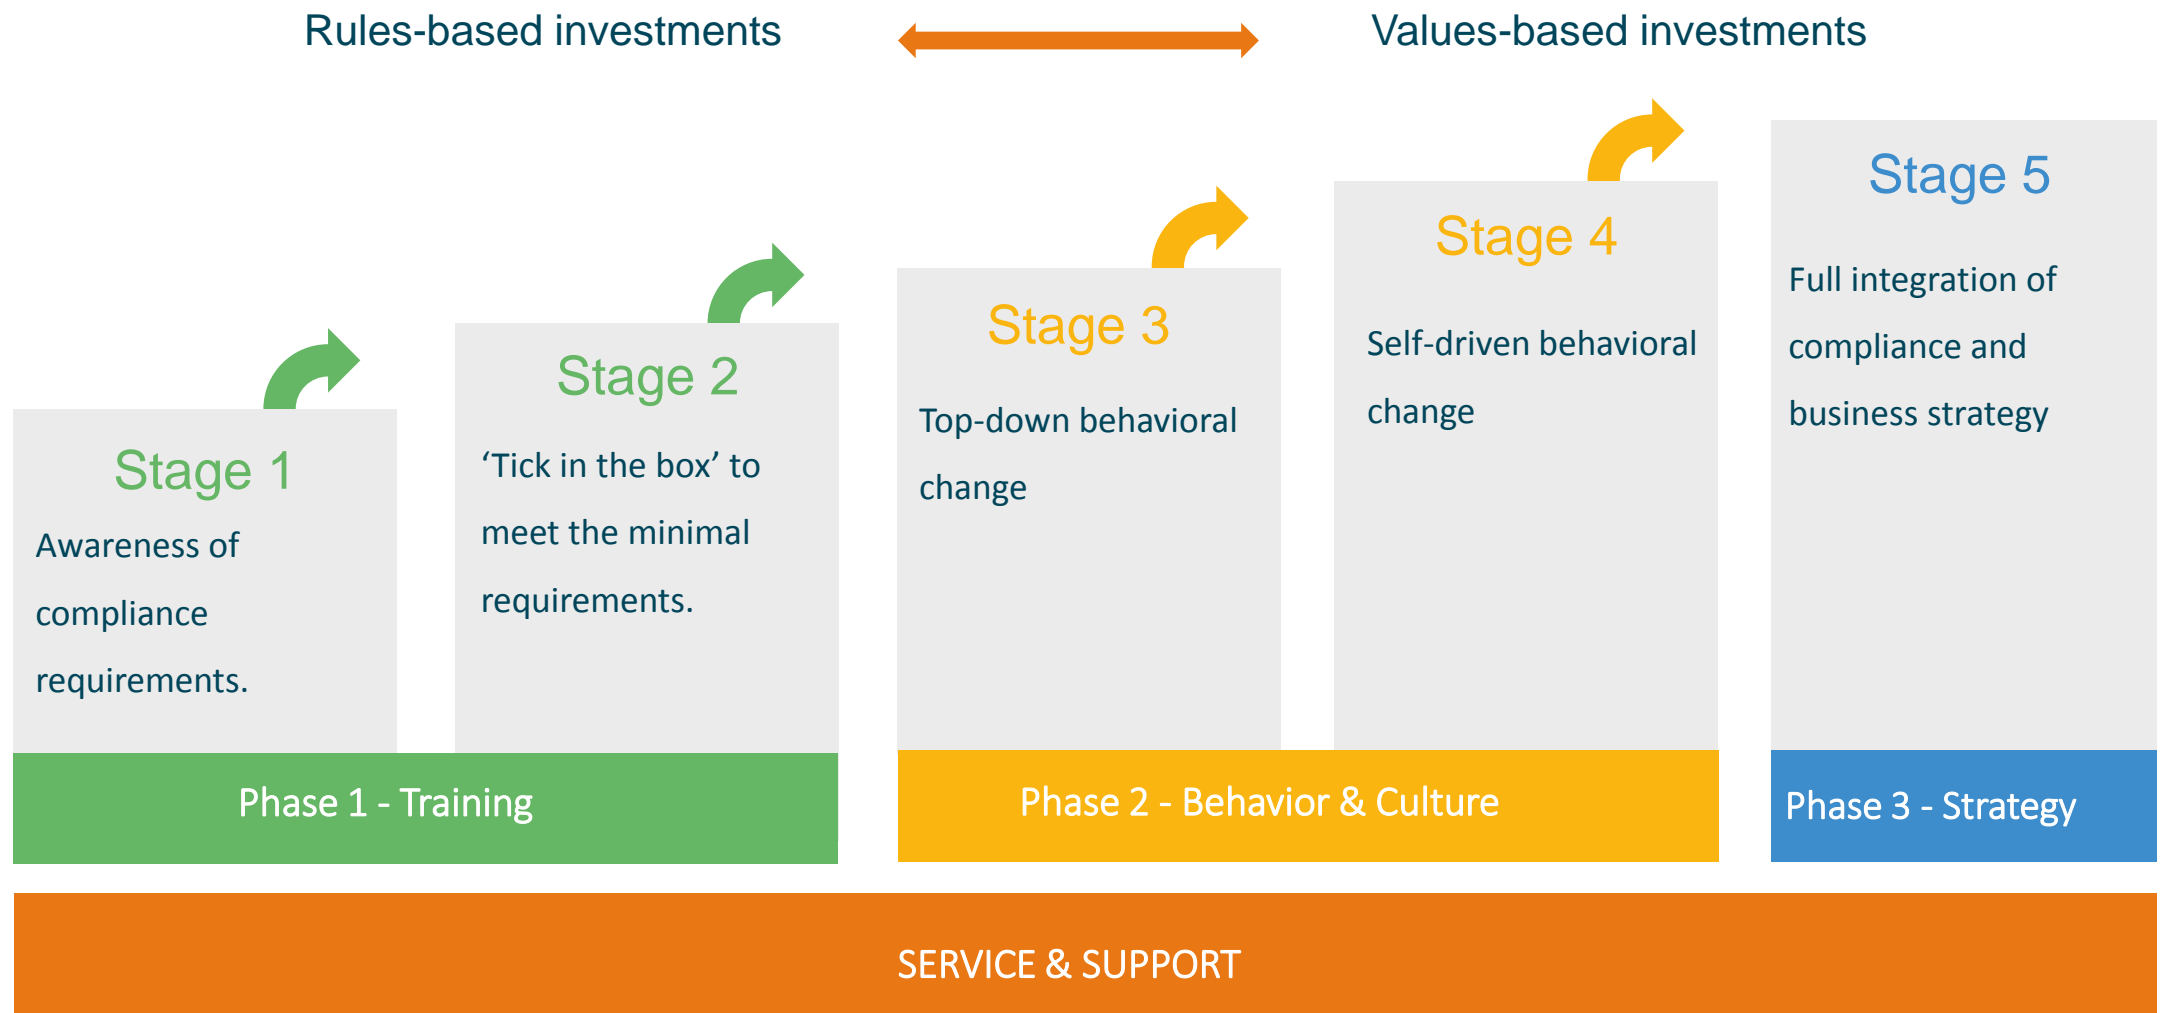 Rules-based investments
Values-based investments
Stage 1
Awareness of
compliance
requirements.
Stage 2
‘Tick in the box’ to
meet the minimal
requirements.
Stage 3
Top-down behavioral
change
Stage 4
Self-driven behavioral
change
Stage 5
Full integration of
compliance and
business strategy
Phase 1 - Training
Phase 2 - Behavior & Culture
Phase 3 - Strategy
SERVICE & SUPPORT